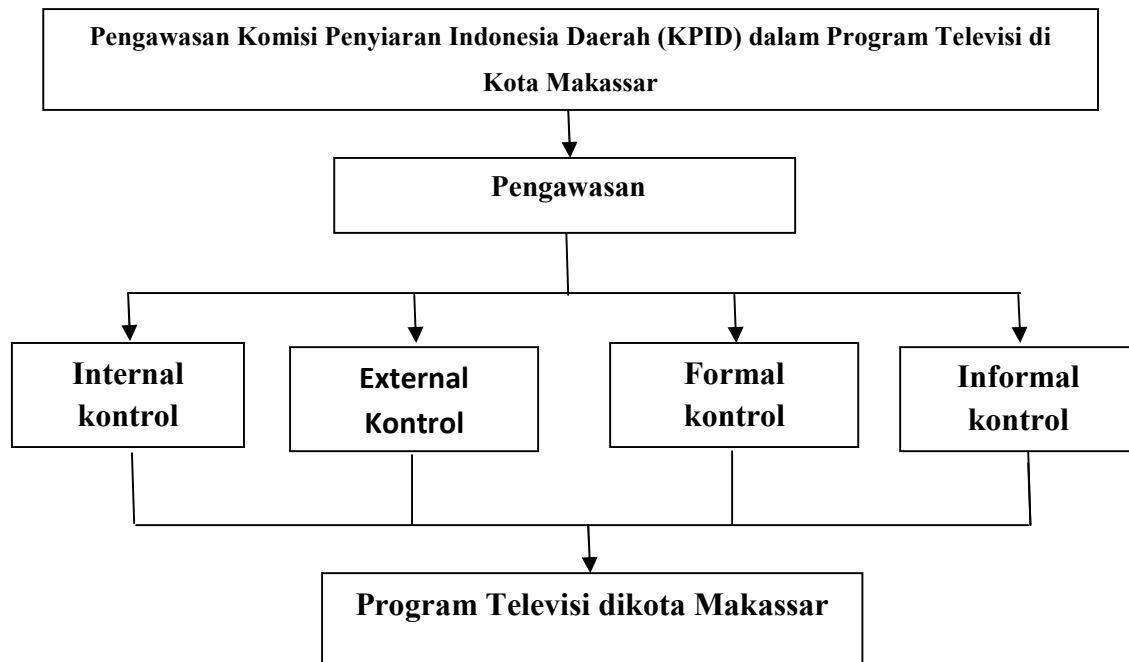 Pengawasan Komisi Penyiaran Indonesia Daerah (KPID) dalam Program Televisi di
Kota Makassar
Pengawasan
Internal
kontrol
External
Kontrol
Formal
kontrol
Informal
kontrol
Program Televisi dikota Makassar